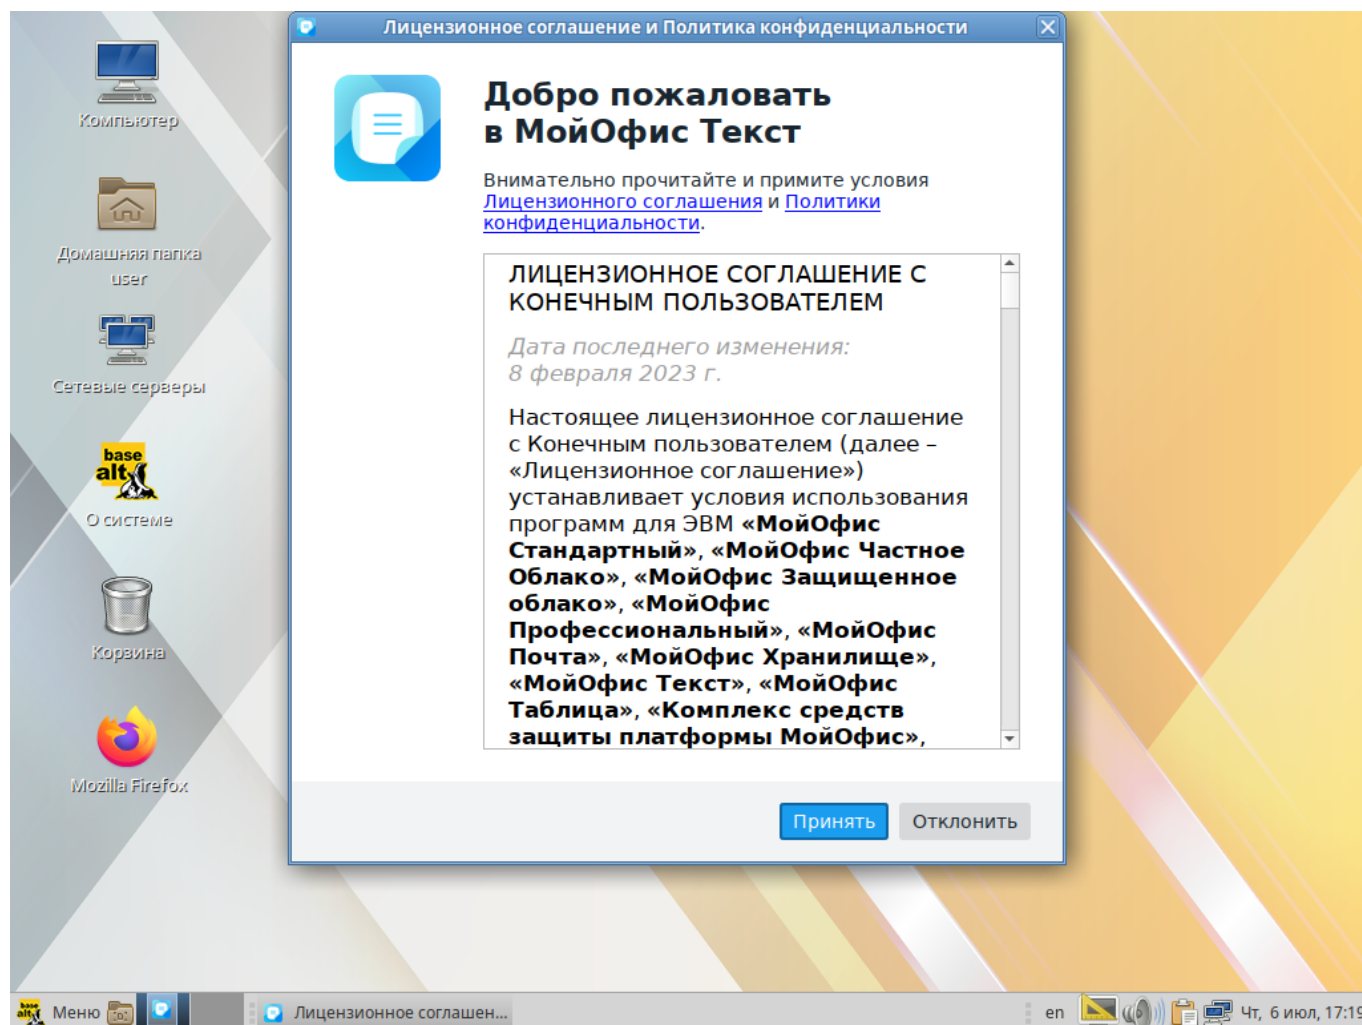 Лицензионное соглашение и Политика конфиденциальности
Компьютер
Домашняя папка
user
Сетевые серверы
base
alt
О системе
Корзина
Mozilla Firefox
Добро пожаловать
в МойОфис Текст
Внимательно прочитайте и примите условия
Лицензионного соглашения и Политики
конфиденциальности.
ЛИЦЕНЗИОННОЕ СОГЛАШЕНИЕ С
КОНЕЧНЫМ ПОЛЬЗОВАТЕЛЕМ
Дата последнего изменения:
8 февраля 2023 г.
Настоящее лицензионное соглашение
с Конечным пользователем (далее –
«Лицензионное соглашение»)
устанавливает условия использования
программ для ЭВМ «МойОфис
Стандартный», «МойОфис Частное
Облако», «МойОфис Защищенное
облако», «МойОфис
Профессиональный», «МойОфис
Почта», «МойОфис Хранилище»,
«МойОфис Текст», «МойОфис
Таблица», «Комплекс средств
защиты платформы МойОфис»,
Принять
Отклонить
base
alt
Меню
Лицензионное соглашен...
en
Чт, 6 июл, 17:19